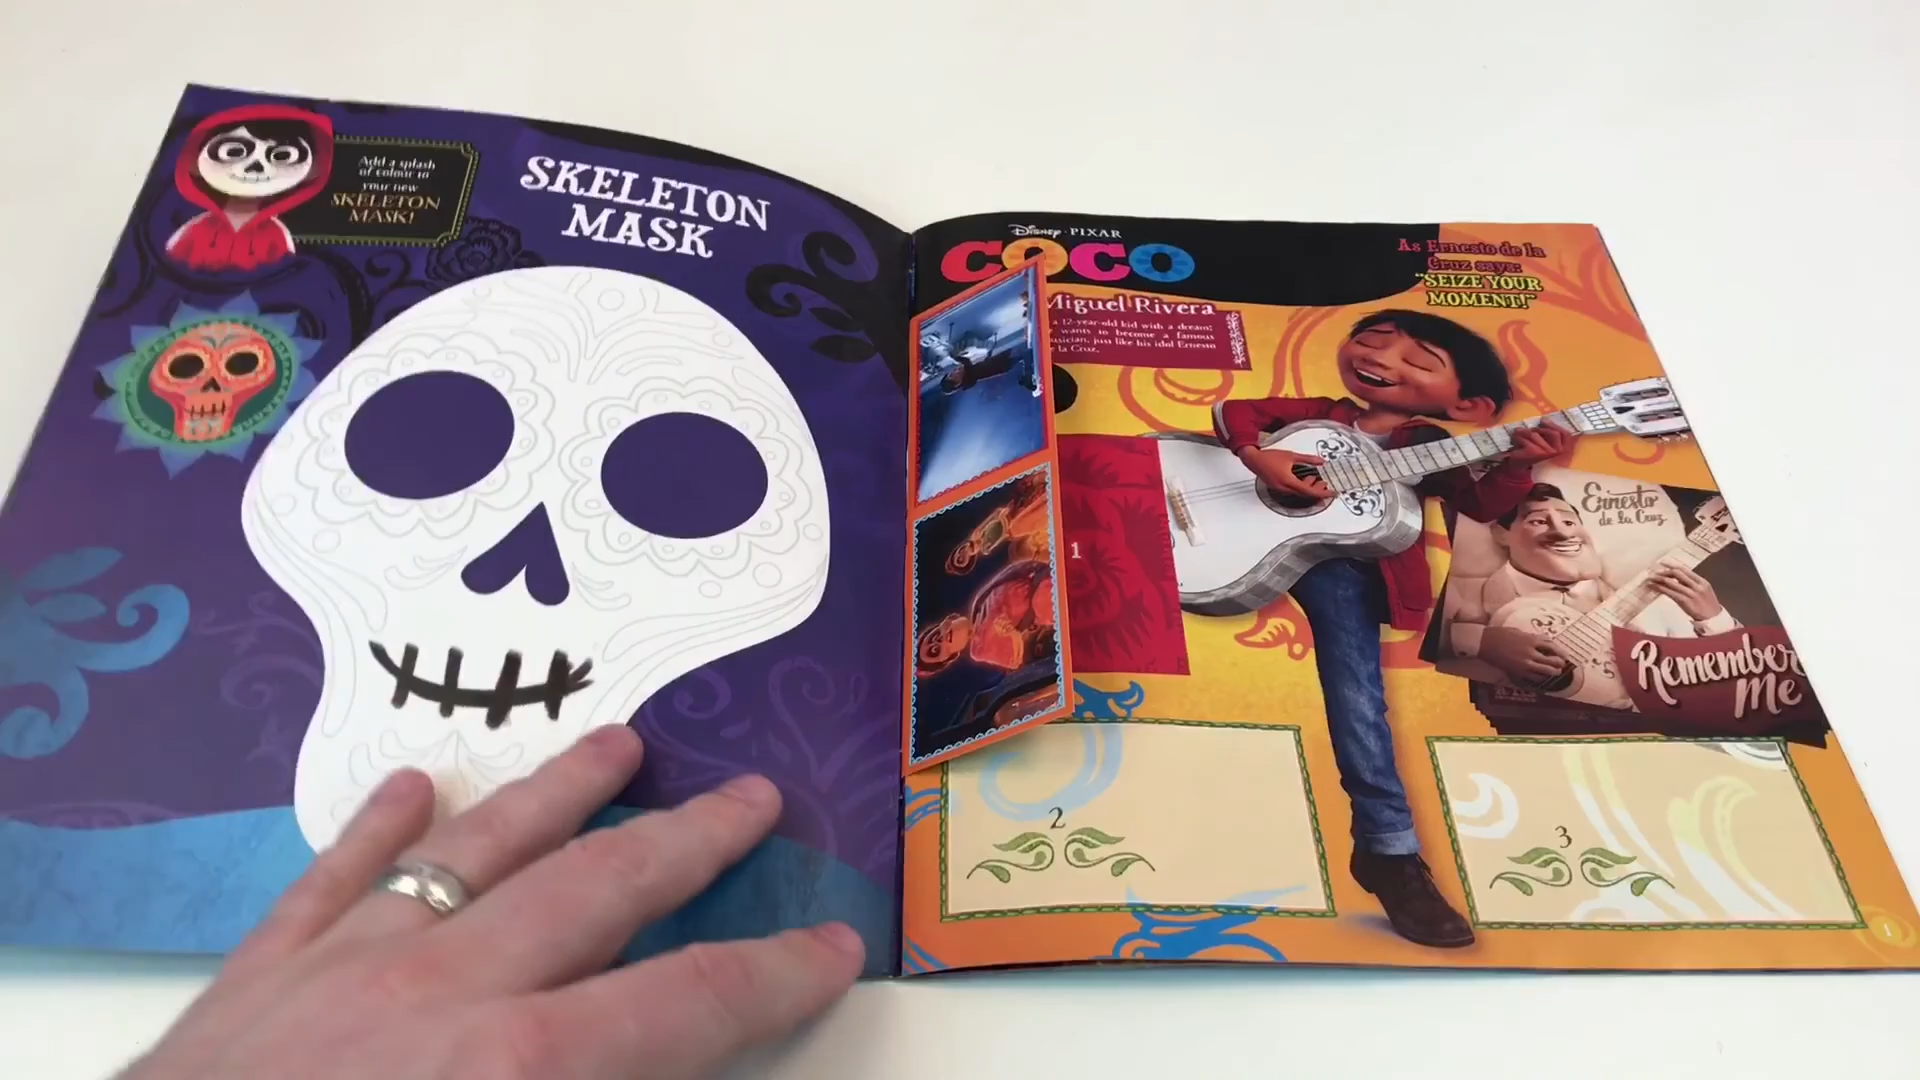 Add a splash
of colour to
your new
SKELETON
MASK!
SKELETON
MASK
Disney · PIXAR
COCO
Miguel Rivera
a 12-year-old kid with a dream:
wants to become a famous
just like his idol Ernesto
la Cruz.
As Ernesto de la
Cruz says:
"SEIZE YOUR
MOMENT!"
1
Ernesto
de la Cruz
Remember
Me
2
3
1